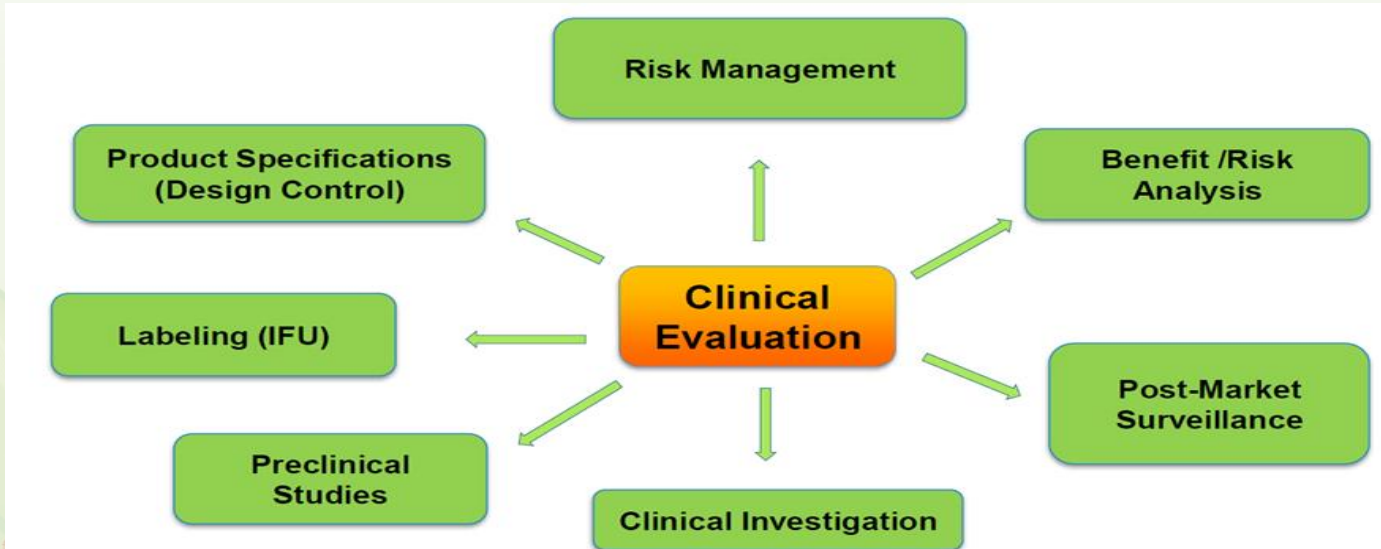 Risk Management
Product Specifications
(Design Control)
Benefit /Risk
Analysis
Clinical
Evaluation
Labeling (IFU)
Post-Market
Surveillance
Preclinical
Studies
Clinical Investigation